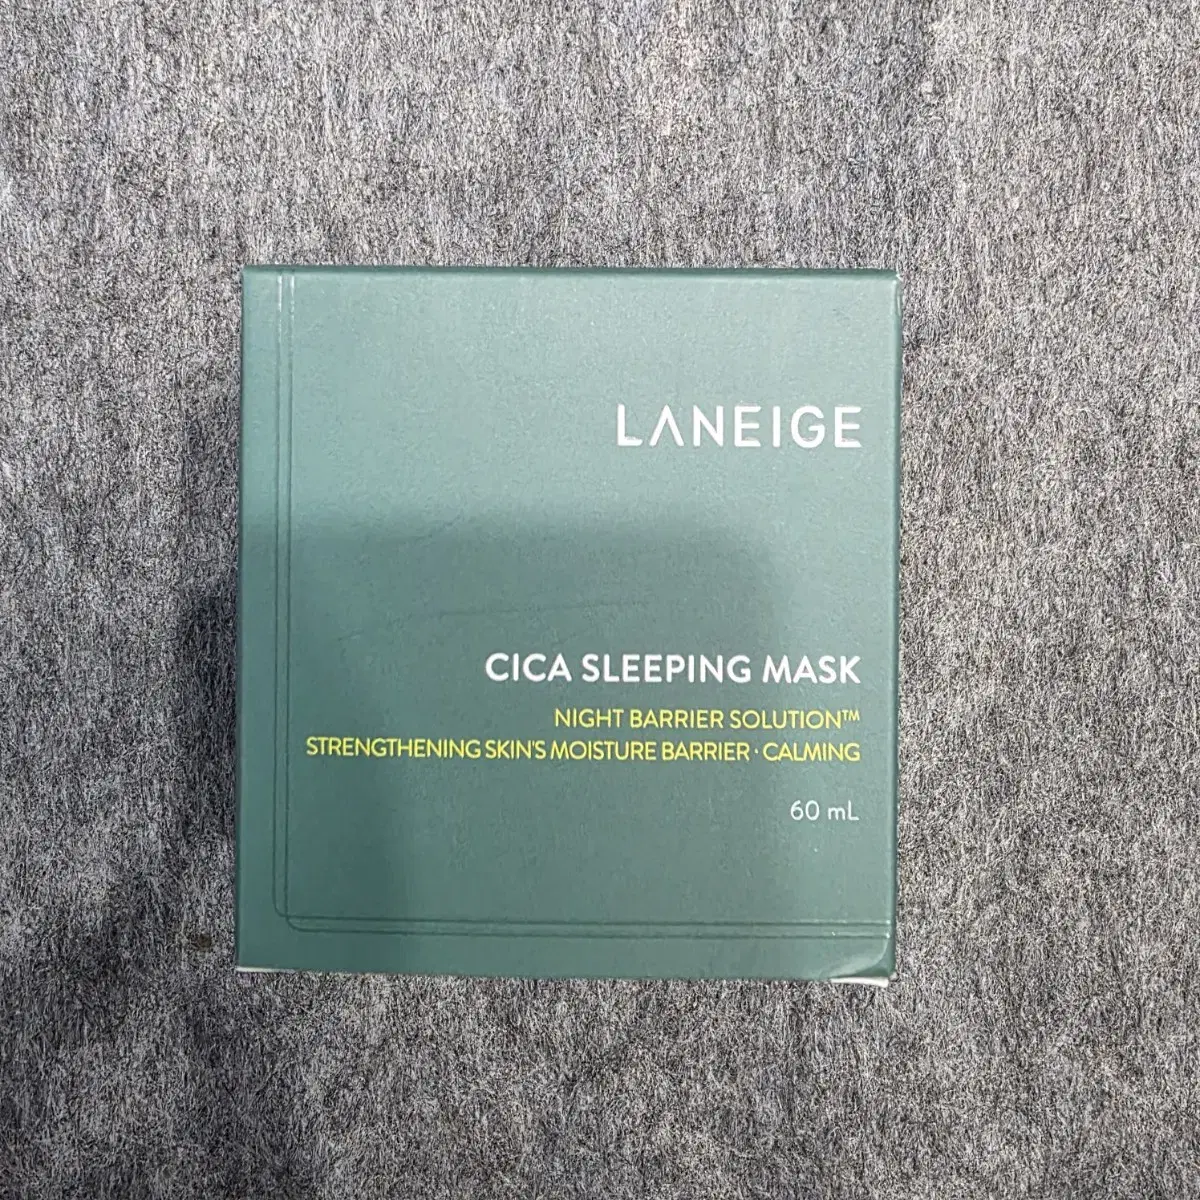 LANEIGE
CICA SLEEPING MASK
NIGHT BARRIER SOLUTION™
STRENGTHENING SKIN'S MOISTURE BARRIER · CALMING
60 mL